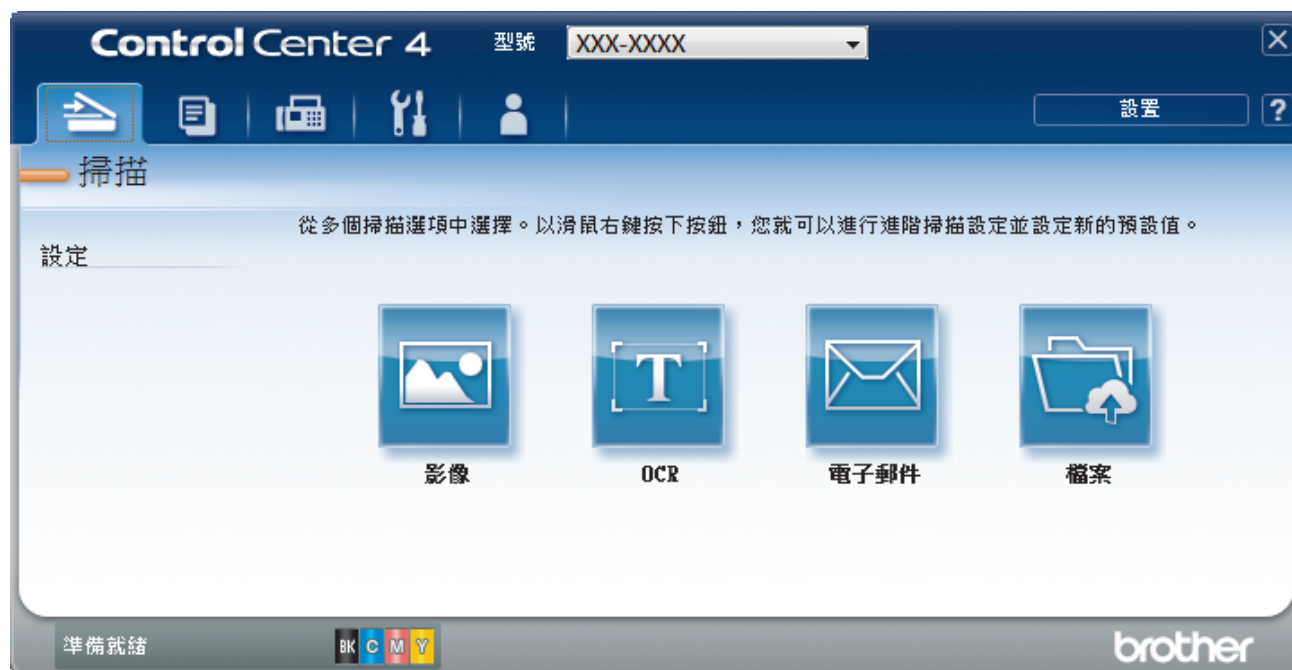 Control Center 4 型號 XXX-XXXX
設置 ?
掃描
從多個掃描選項中選擇。以滑鼠右鍵按下按鈕，您就可以進行進階掃描設定並設定新的預設值。
設定
T
影像 OCR 電子郵件 檔案
準備就緒 BK C M Y brother